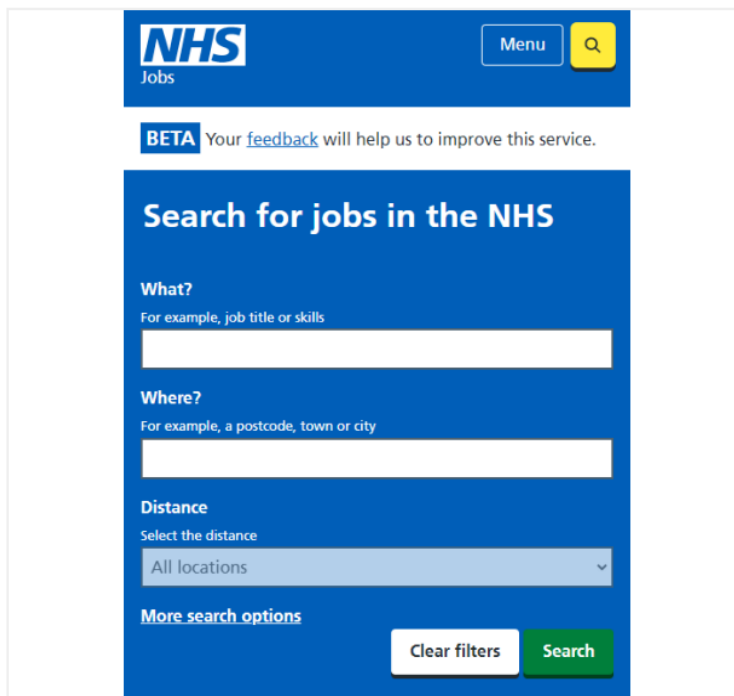 NHS
Jobs
Menu
BETA Your feedback will help us to improve this service.
Search for jobs in the NHS
What?
For example, job title or skills
Where?
For example, a postcode, town or city
Distance
Select the distance
All locations
More search options
Clear filters
Search